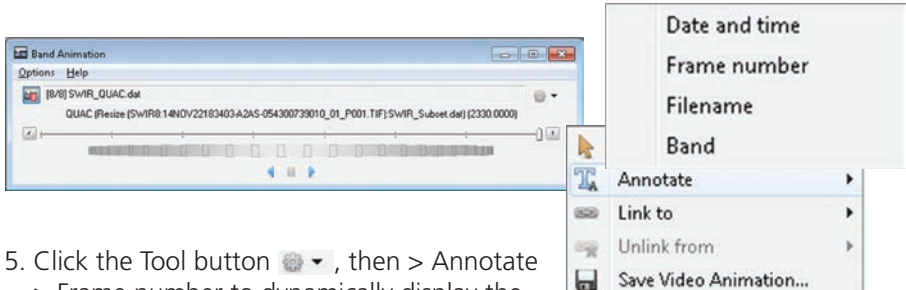 Band Animation
Options Help
[8/8] SWIR_QUAC.dat
QUAC (Resize (SWIR8:14NOV22183403-A2AS-054300739010_01_P001.TIF):SWIR_Subset.dat) (2330.0000)
Date and time
Frame number
Filename
Band
Annotate
Link to
Unlink from
Save Video Animation...
5. Click the Tool button , then > Annotate
> Frame number to dynamically display the